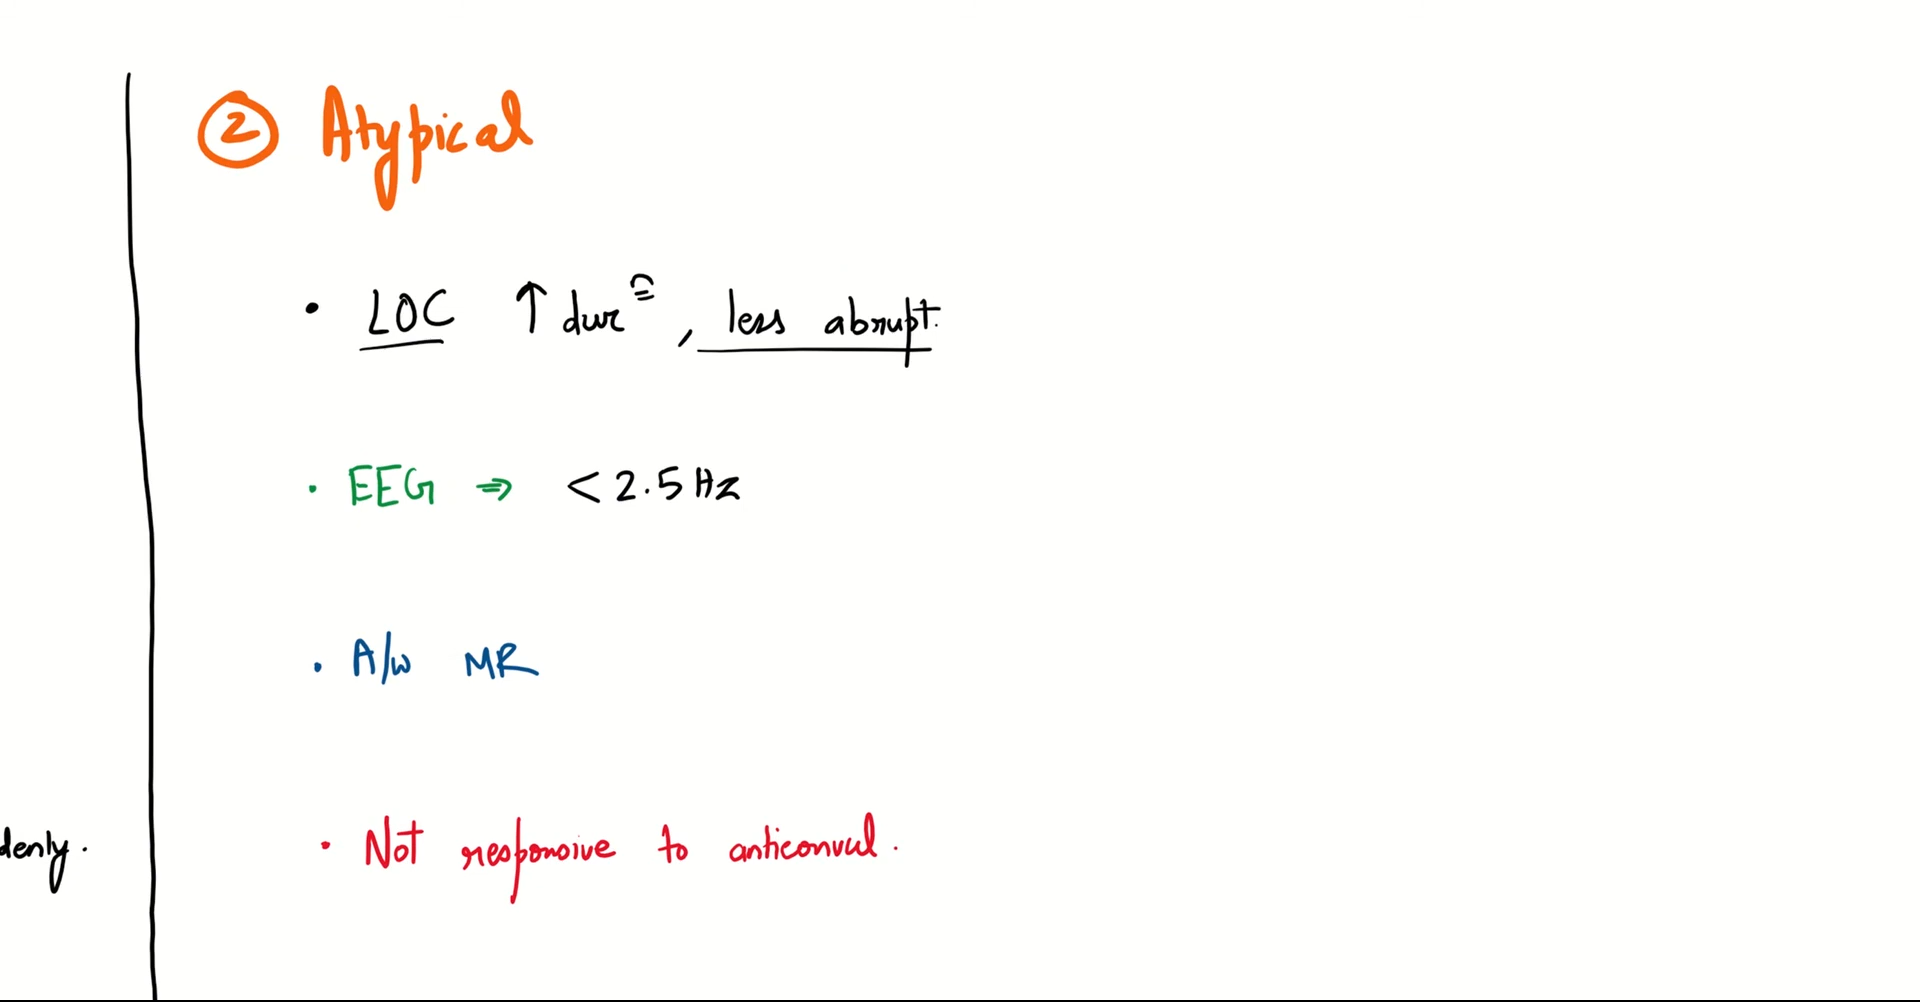 ② Atypical
• LOC ↑ durⁿ, less abrupt.
• EEG ⇒ < 2.5 Hz
• A/w MR
denly.
• Not responsive to anticonvul.